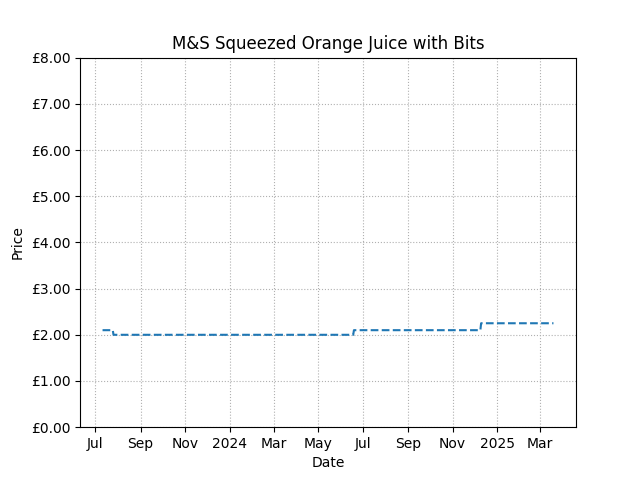 M&S Squeezed Orange Juice with Bits
£8.00
£7.00
£6.00
£5.00
£4.00
£3.00
£2.00
£1.00
£0.00
Price
Jul Sep Nov 2024 Mar May Jul Sep Nov 2025 Mar
Date